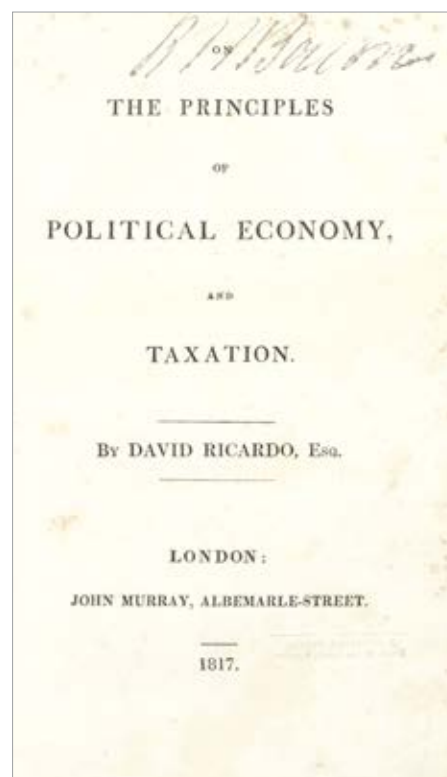 ON
THE PRINCIPLES
OF
POLITICAL ECONOMY,
AND
TAXATION.
By DAVID RICARDO, Esq.
LONDON:
JOHN MURRAY, ALBEMARLE-STREET.
1817.